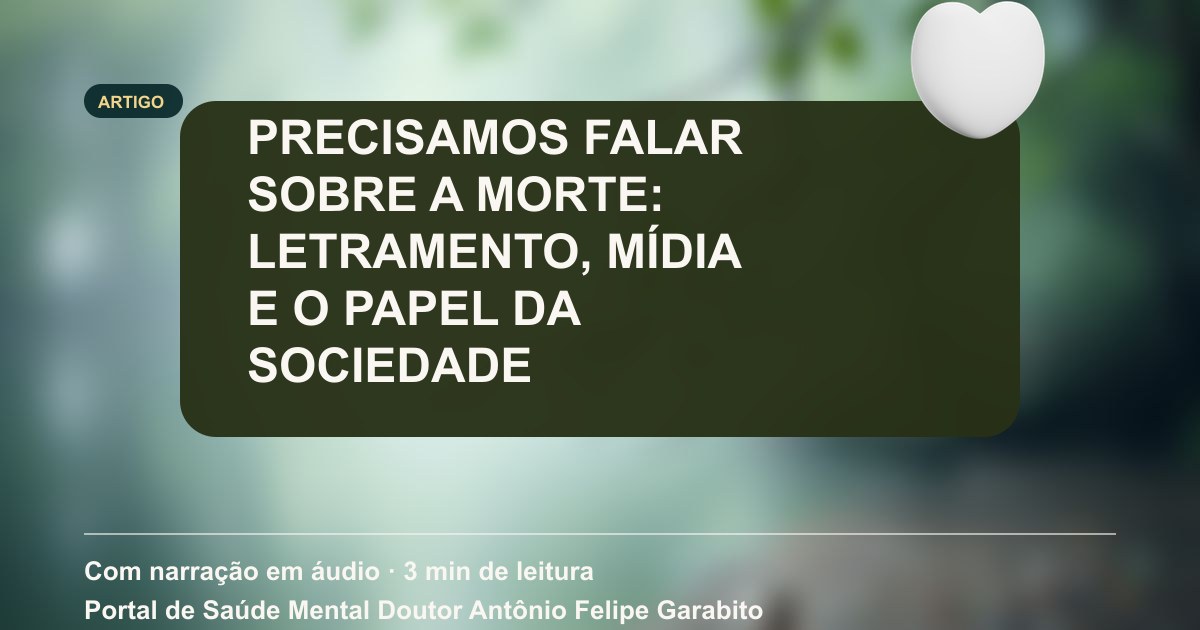 ARTIGO
PRECISAMOS FALAR
SOBRE A MORTE:
LETRAMENTO, MÍDIA
E O PAPEL DA
SOCIEDADE
Com narração em áudio · 3 min de leitura
Portal de Saúde Mental Doutor Antônio Felipe Garabito